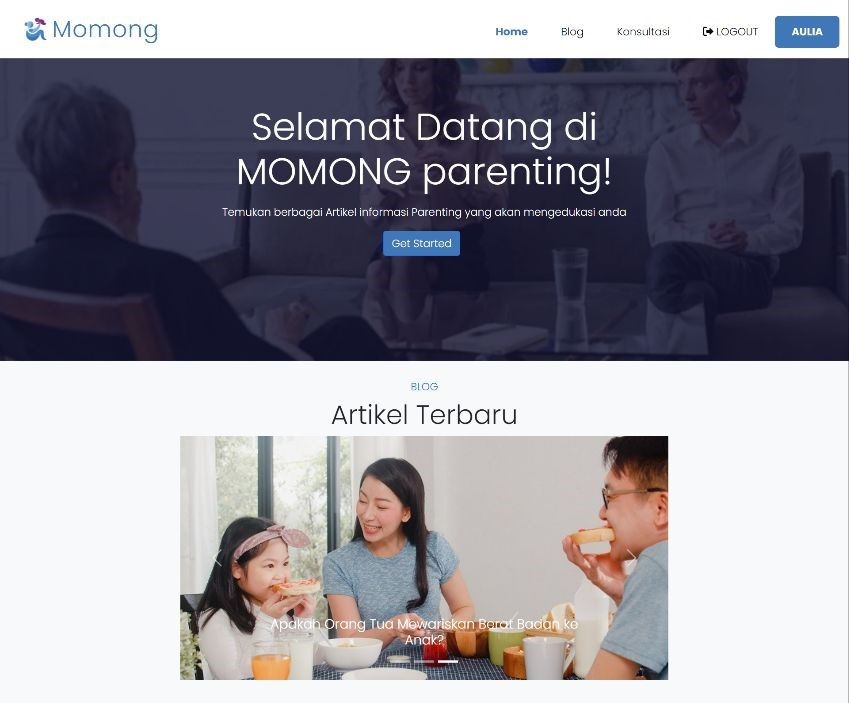 Momong
Home
Blog
Konsultasi
LOGOUT
AULIA
Selamat Datang di
MOMONG parenting!
Temukan berbagai Artikel informasi Parenting yang akan mengedukasi anda
Get Started
BLOG
Artikel Terbaru
Apakah Orang Tua Mewariskan Berat Badan ke
Anak?